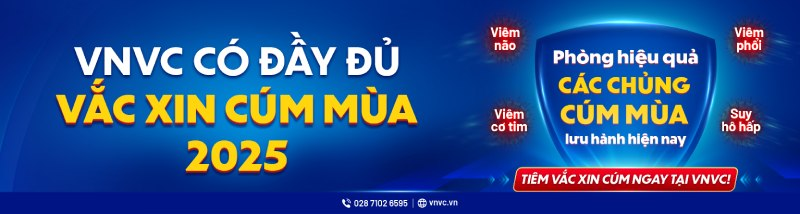 VNVC CÓ ĐẦY ĐỦ
VẮC XIN CÚM MÙA
2025
Viêm
não
Viêm
phổi
Phòng hiệu quả
CÁC CHỦNG
CÚM MÙA
lưu hành hiện nay
Viêm
cơ tim
Suy
hô hấp
TIÊM VẮC XIN CÚM NGAY TẠI VNVC!
028 7102 6595 | vnvc.vn